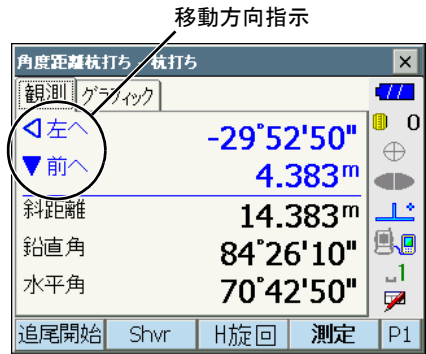 移動方向指示
角度距離杭打ち 杭打ち
観測 グラフィック
左へ -29°52'50" 0
前へ 4.383m
斜距離 14.383m
鉛直角 84°26'10"
水平角 70°42'50" 1
追尾開始 Shvr H旋回 測定 P1